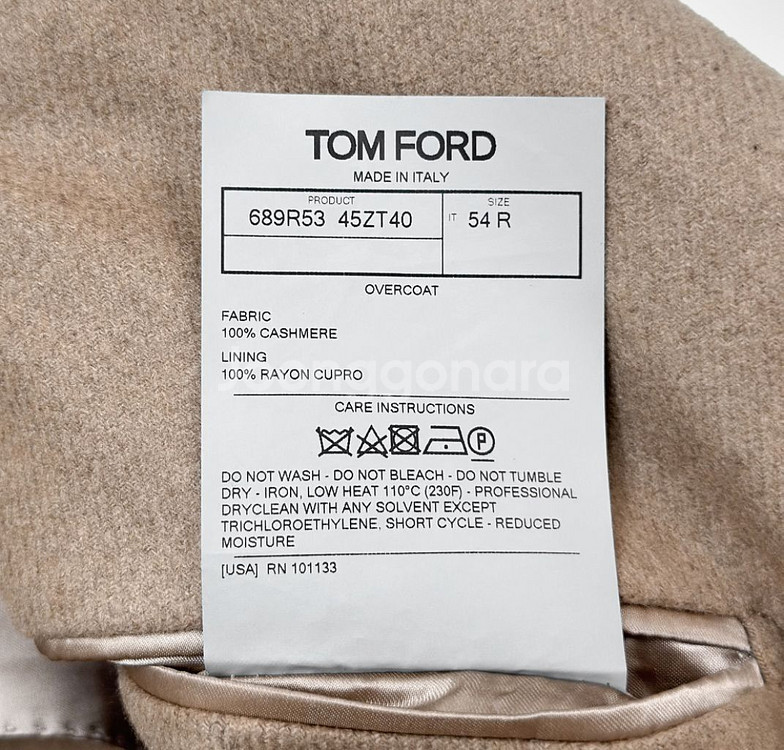 TOM FORD
MADE IN ITALY
PRODUCT
689R53 45ZT40
SIZE
IT 54 R
OVERCOAT
FABRIC
100% CASHMERE
LINING
100% RAYON CUPRO
joonggonara
CARE INSTRUCTIONS
P
DO NOT WASH - DO NOT BLEACH - DO NOT TUMBLE
DRY - IRON, LOW HEAT 110°C (230F) - PROFESSIONAL
DRYCLEAN WITH ANY SOLVENT EXCEPT
TRICHLOROETHYLENE, SHORT CYCLE - REDUCED
MOISTURE
[USA] RN 101133